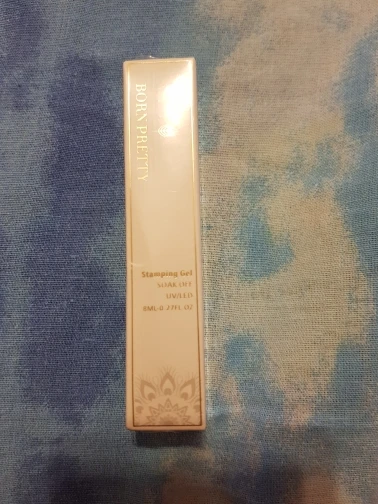 BORN PRETTY
Stamping Gel
SOAK OFF
UV/LED
8ML/0.27FL OZ